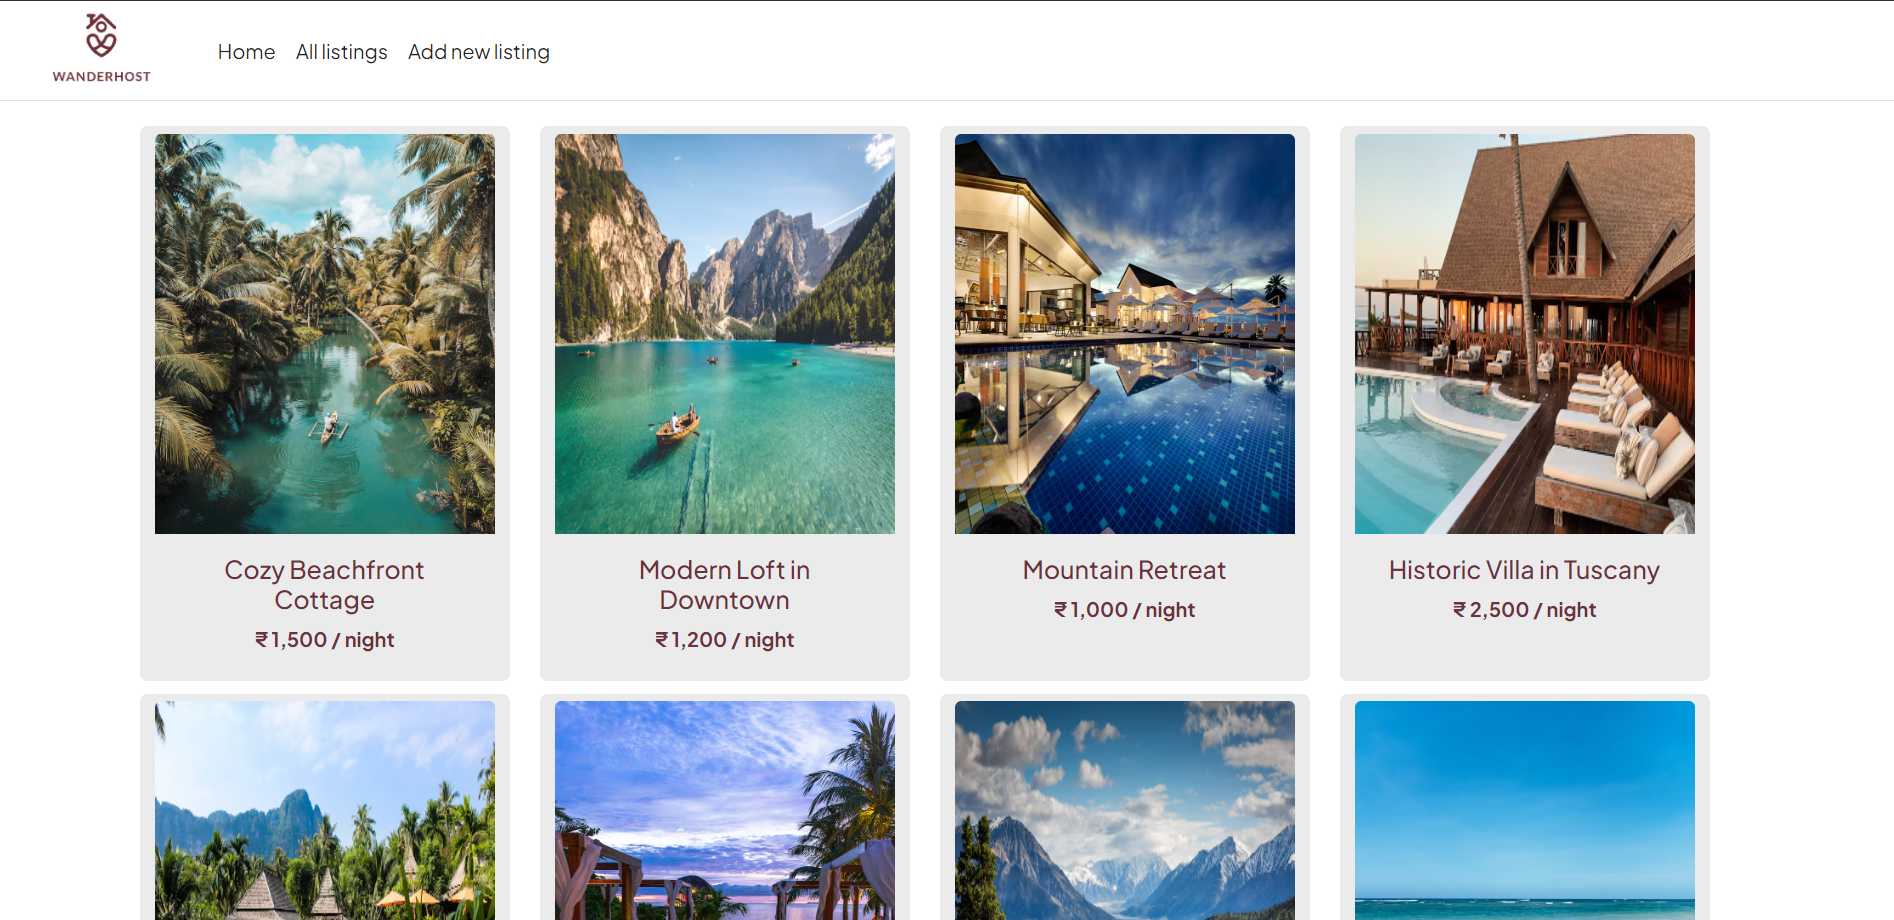 WANDERHOST
Home
All listings
Add new listing
Cozy Beachfront
Cottage
₹ 1,500 / night
Modern Loft in
Downtown
₹ 1,200 / night
Mountain Retreat
₹ 1,000 / night
Historic Villa in Tuscany
₹ 2,500 / night